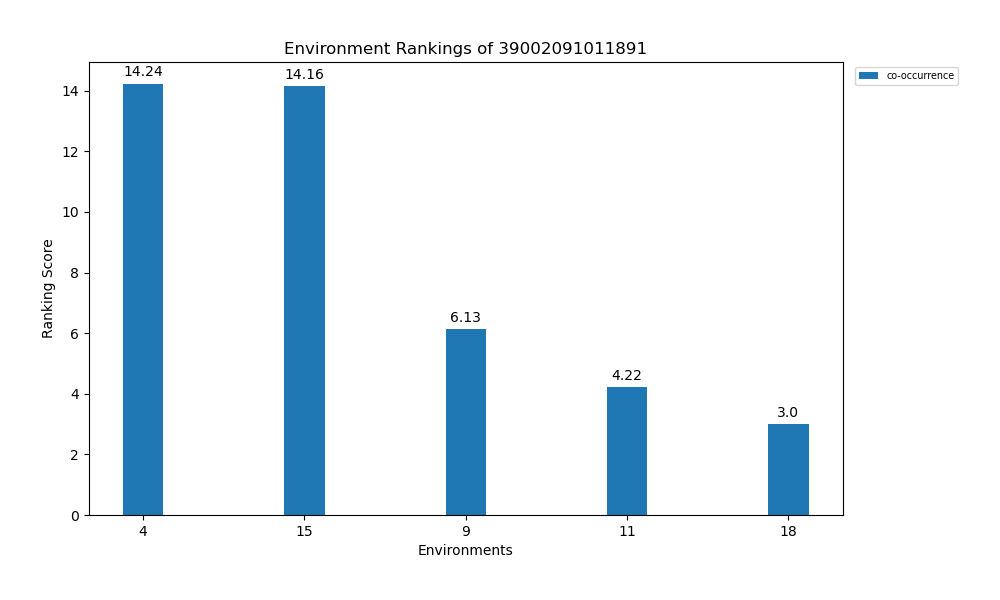 Environment Rankings of 39002091011891
co-occurrence
14.24
14.16
6.13
4.22
3.0
14
12
10
8
6
4
2
0
Ranking Score
4 15 9 11 18
Environments